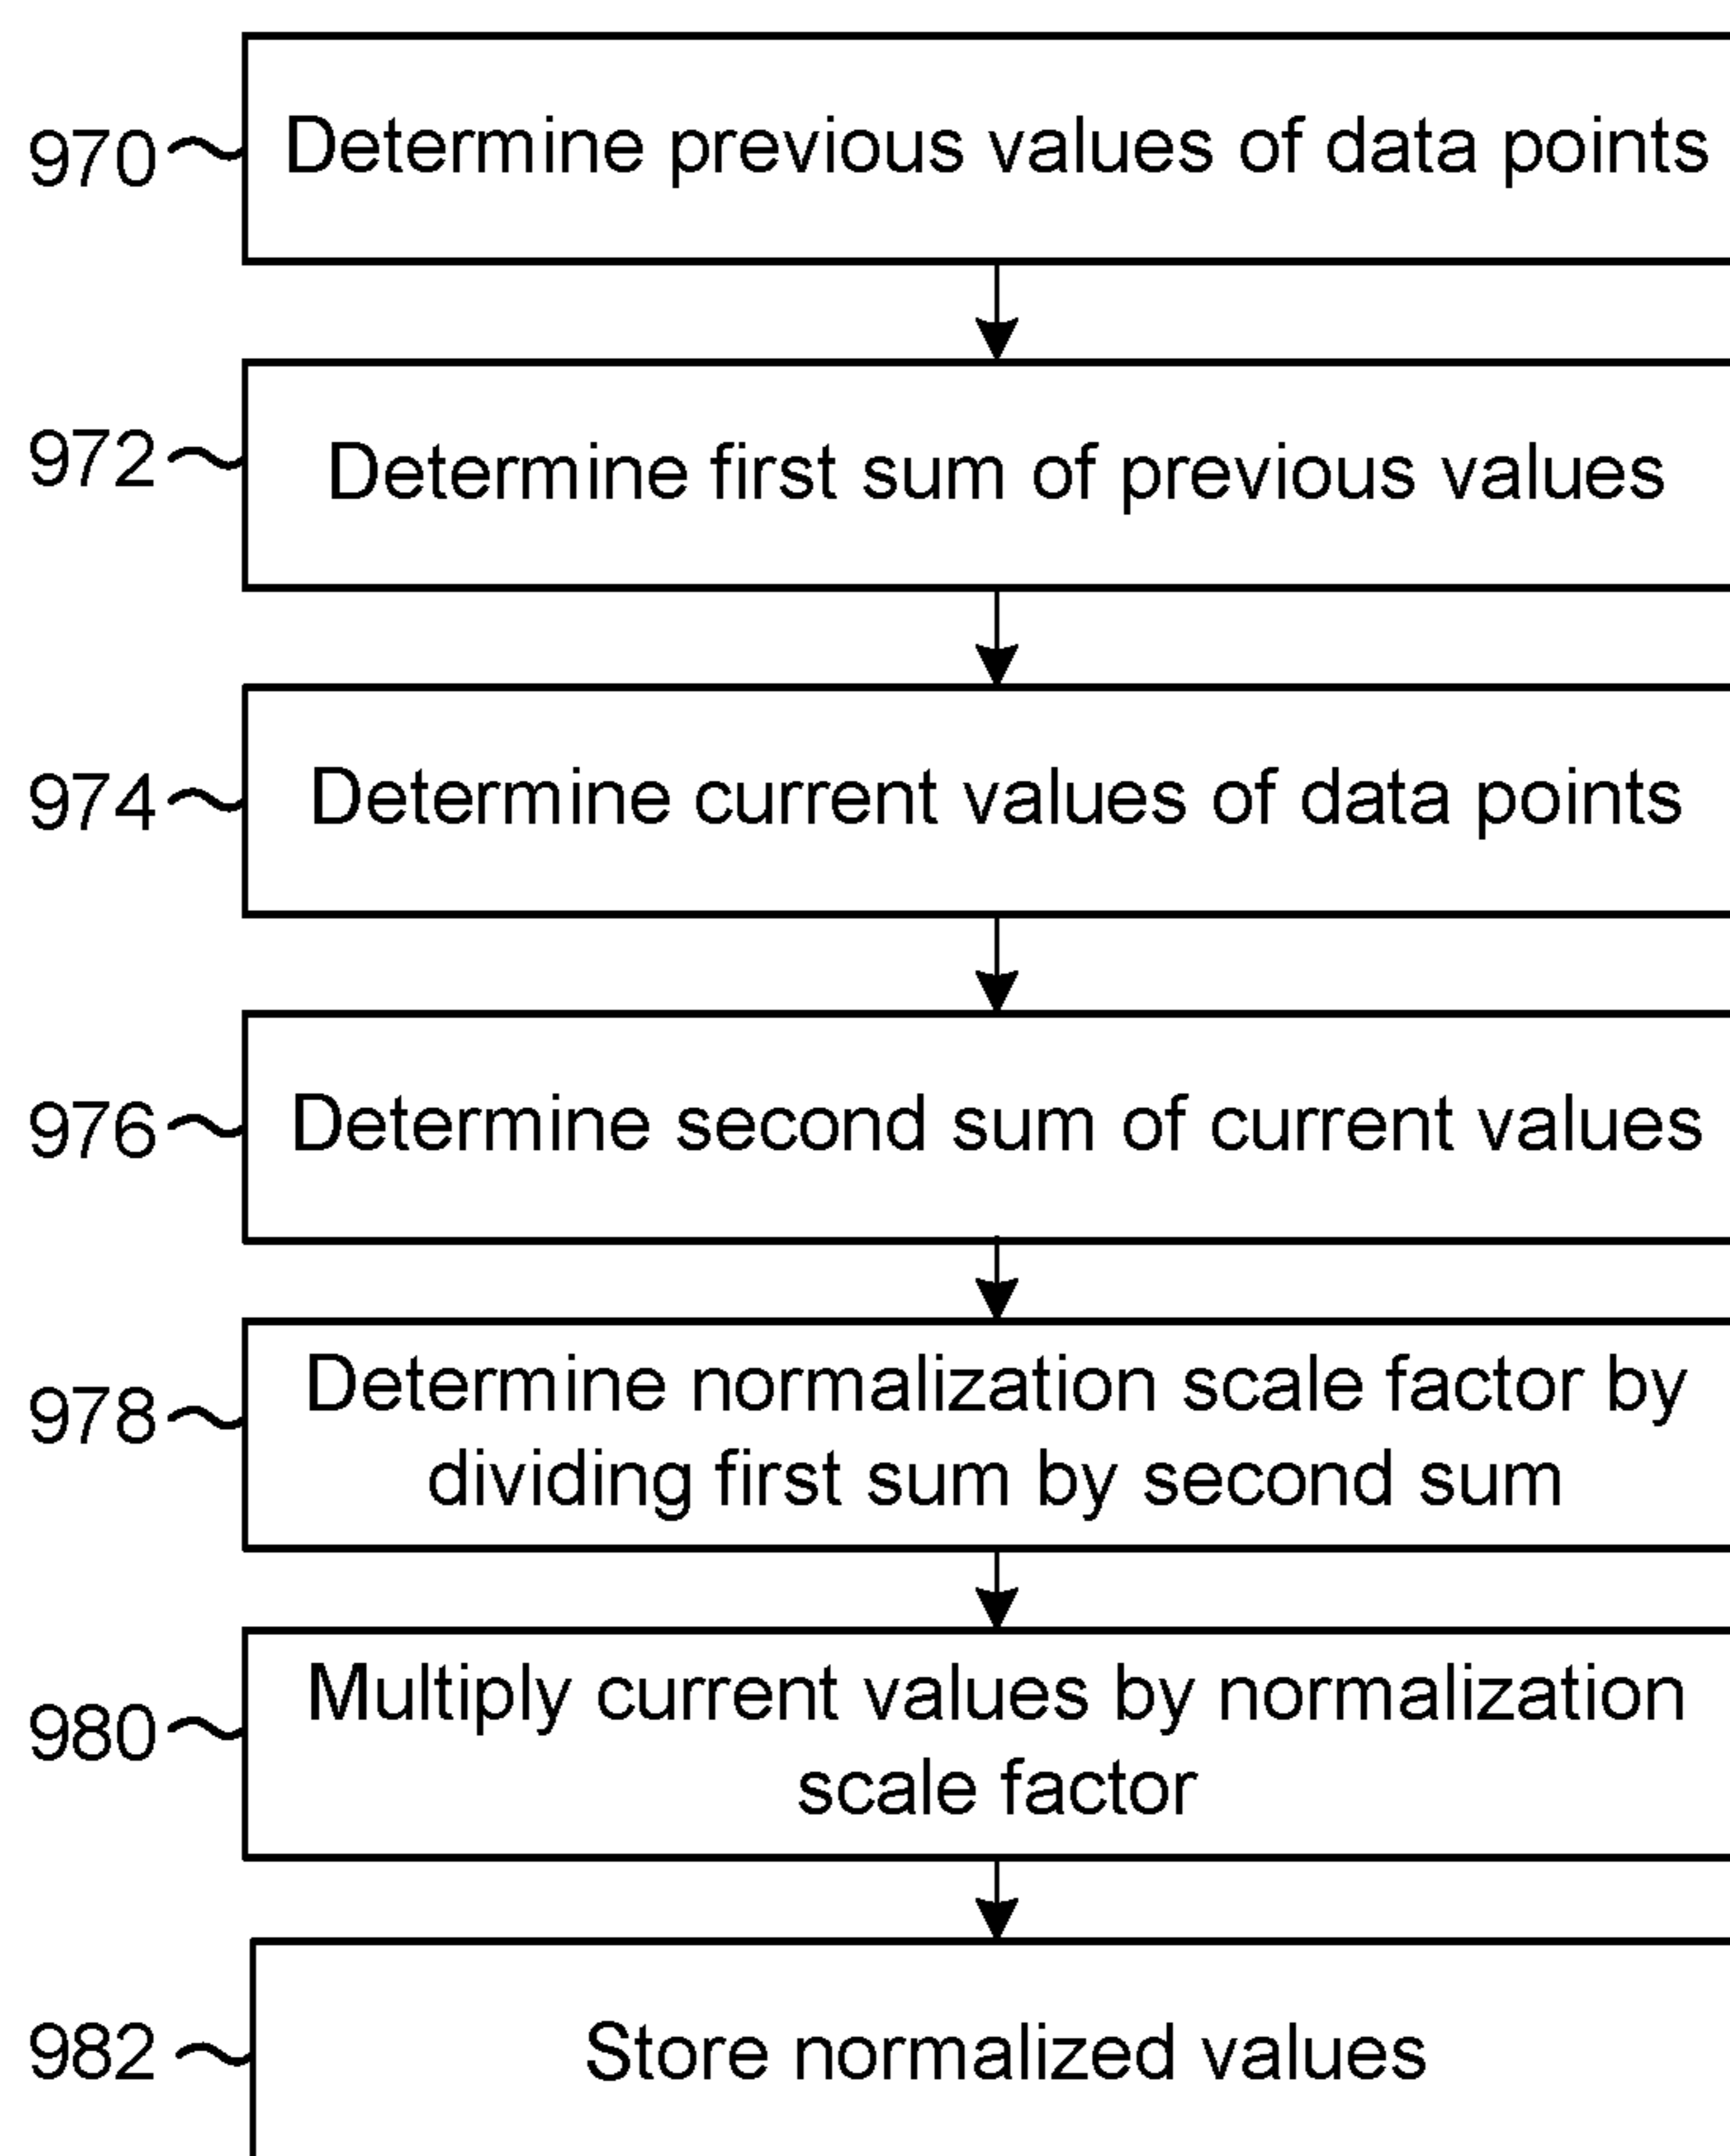 970 Determine previous values of data points
972 Determine first sum of previous values
974 Determine current values of data points
976 Determine second sum of current values
978 Determine normalization scale factor by
dividing first sum by second sum
980 Multiply current values by normalization
scale factor
982 Store normalized values